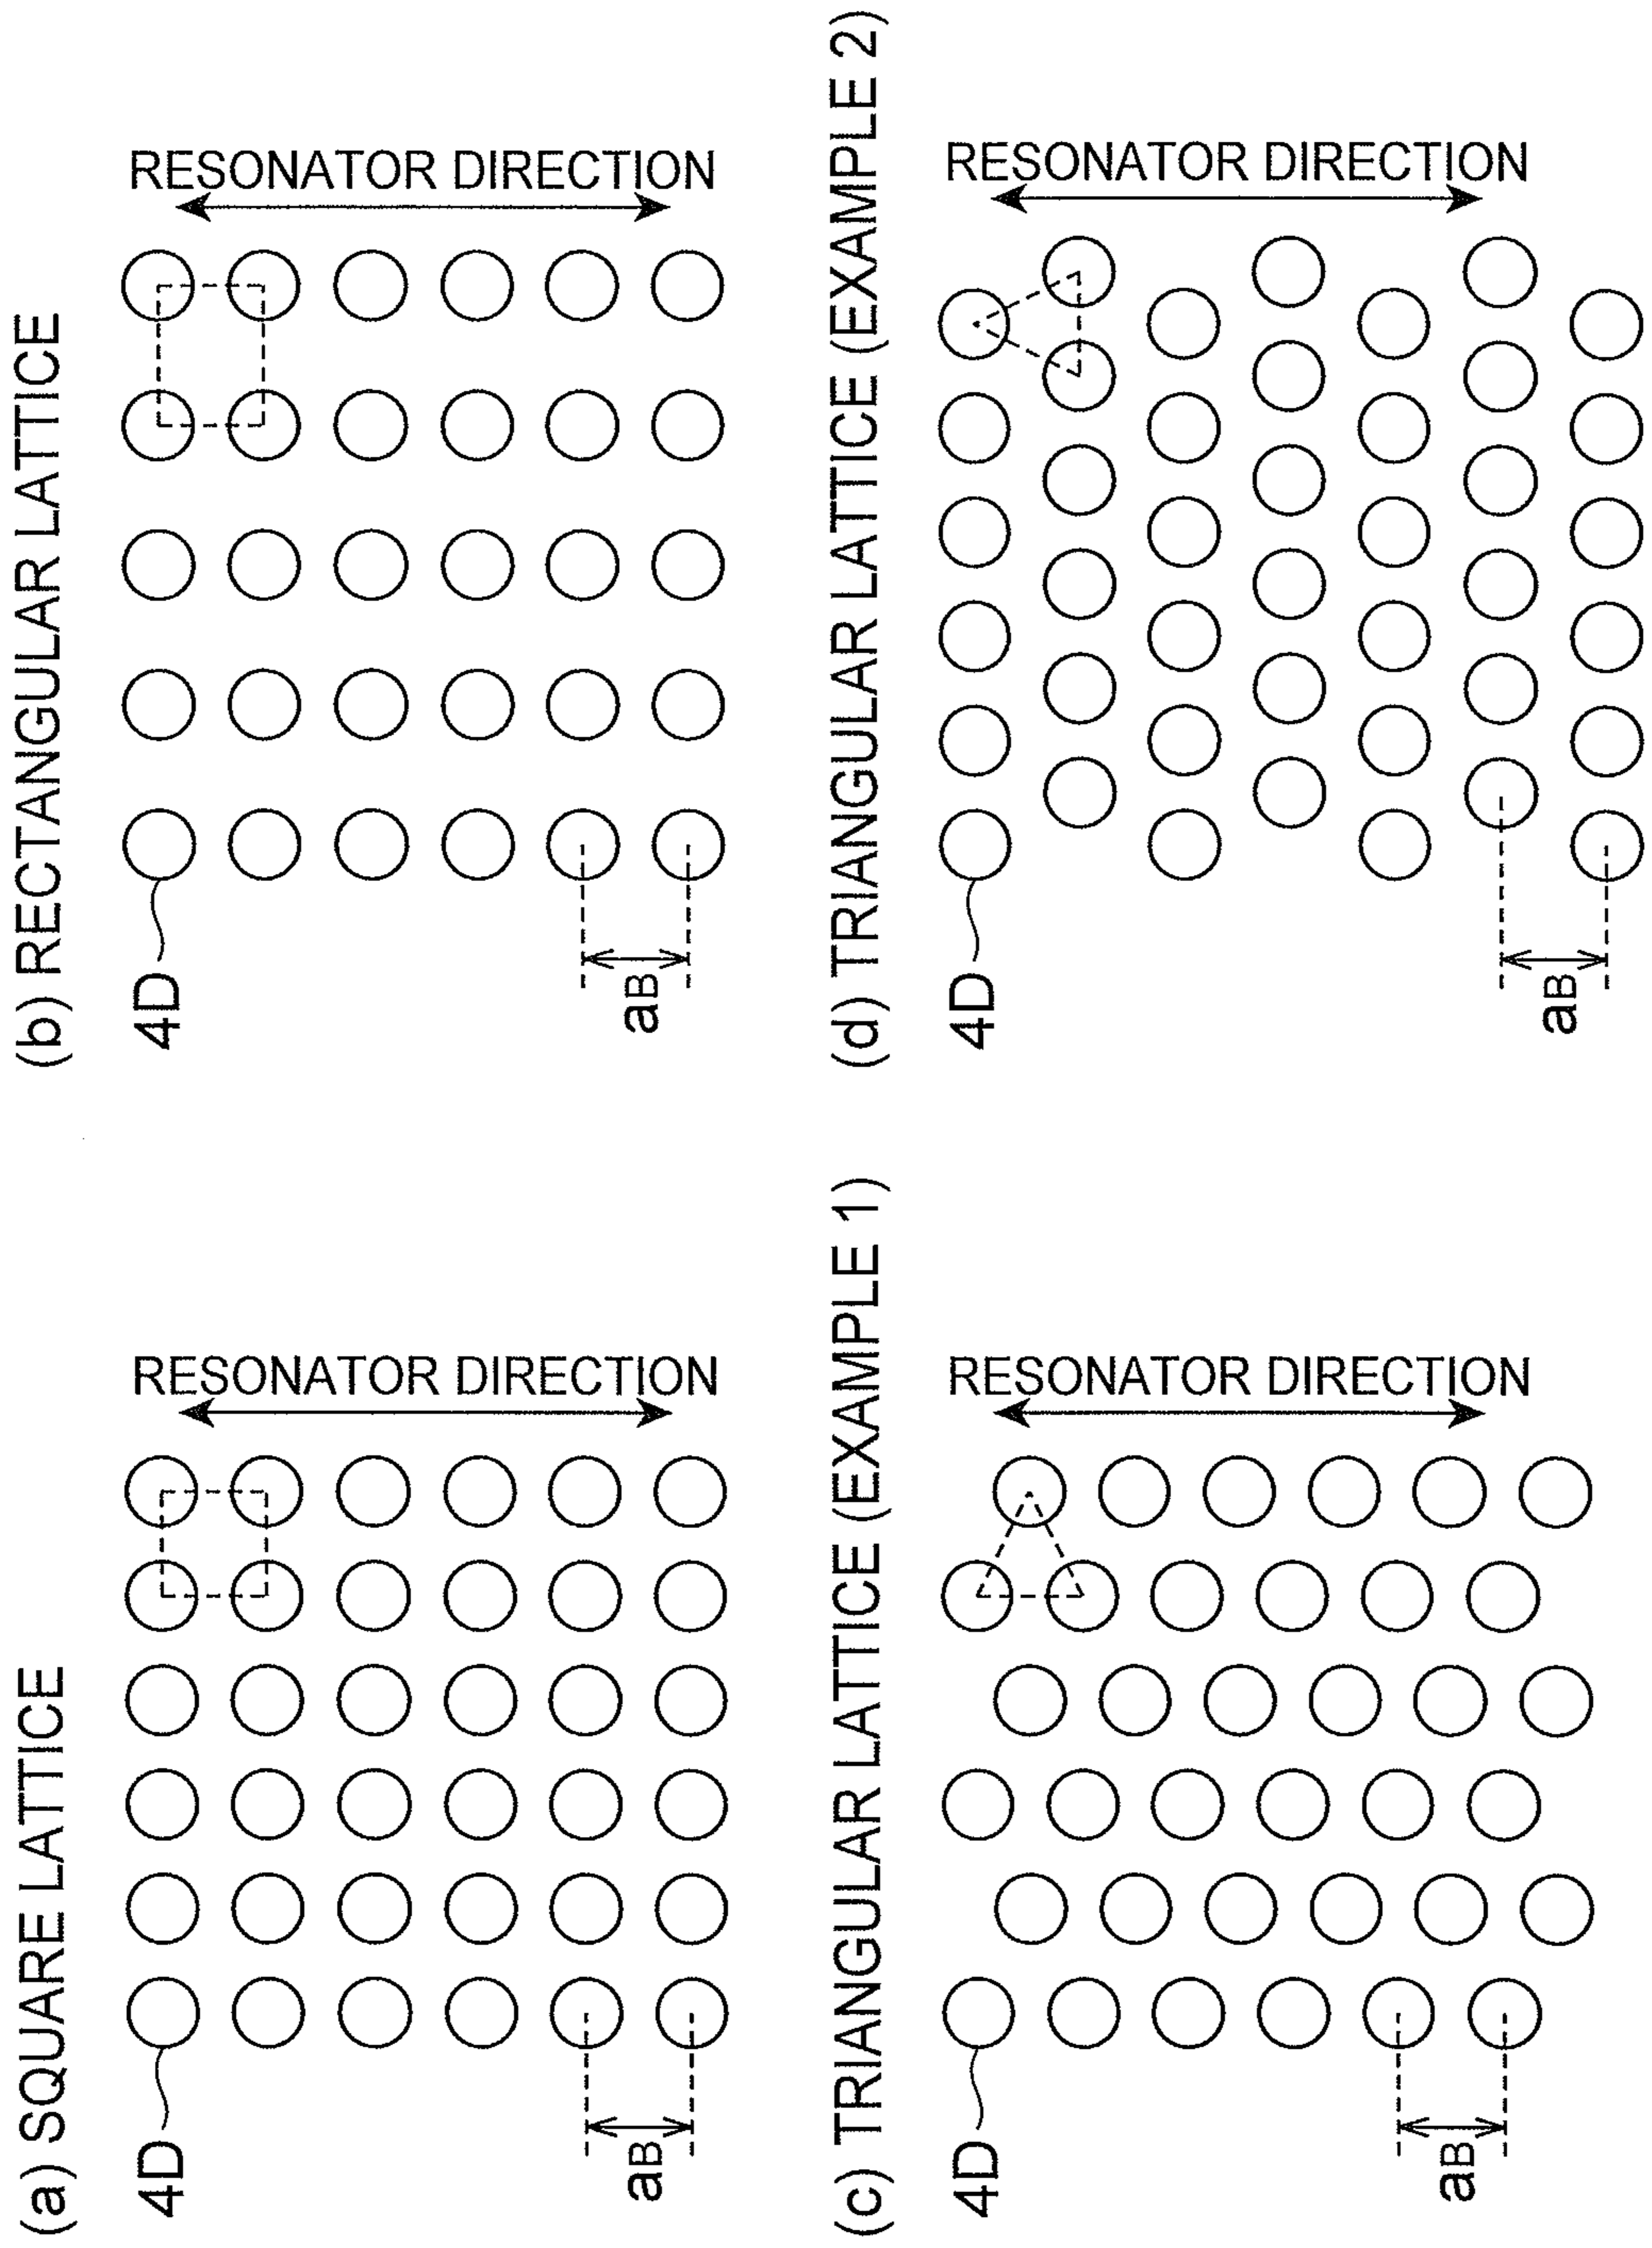 (a) SQUARE LATTICE
RESONATOR DIRECTION
4D
aB
(b) RECTANGULAR LATTICE
RESONATOR DIRECTION
4D
aB
(c) TRIANGULAR LATTICE (EXAMPLE 1)
RESONATOR DIRECTION
4D
aB
(d) TRIANGULAR LATTICE (EXAMPLE 2)
RESONATOR DIRECTION
4D
aB